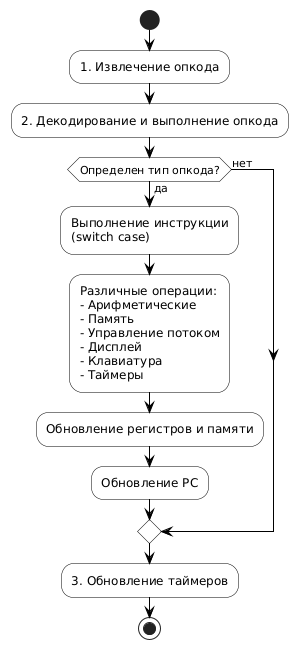 1. Извлечение опкода
2. Декодирование и выполнение опкода
Определен тип опкода?
нет
да
Выполнение инструкции
(switch case)
Различные операции:
- Арифметические
- Память
- Управление потоком
- Дисплей
- Клавиатура
- Таймеры
Обновление регистров и памяти
Обновление PC
3. Обновление таймеров